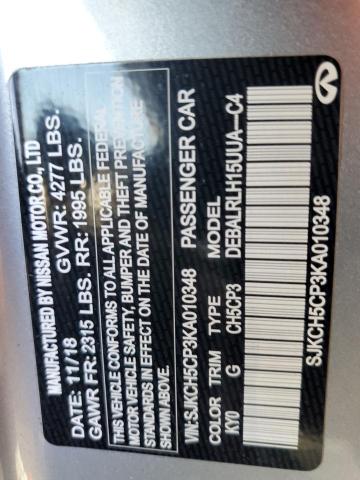 MANUFACTURED BY NISSAN MOTOR CO., LTD
DATE: 11/18 GVWR: 4277 LBS.
GAWR FR: 2315 LBS. RR: 1995 LBS.
THIS VEHICLE CONFORMS TO ALL APPLICABLE FEDERAL
MOTOR VEHICLE SAFETY, BUMPER AND THEFT PREVENTION
STANDARDS IN EFFECT ON THE DATE OF MANUFACTURE
SHOWN ABOVE.
VIN: SJKCH5CP3KA010348 PASSENGER CAR
COLOR TRIM TYPE MODEL
KY0 G CH5CP3 DEBALRLH15UUA--C4
SJKCH5CP3KA010348